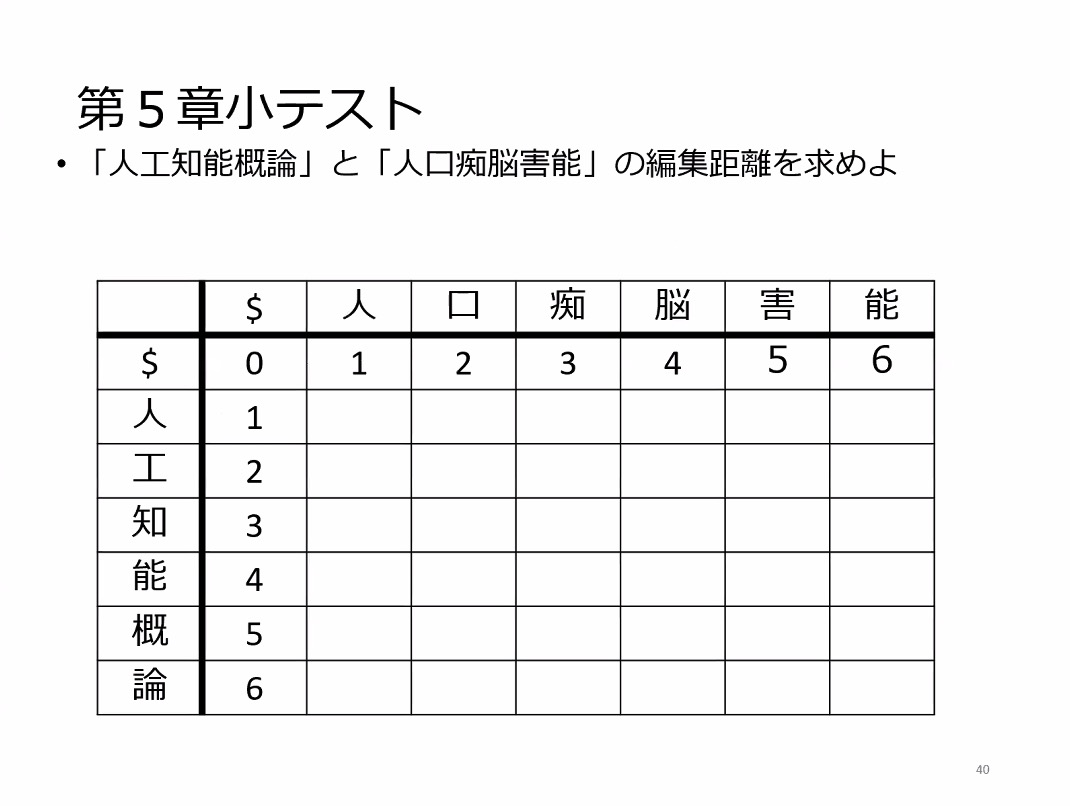 第５章小テスト
• 「人工知能概論」と「人口痴脳害能」の編集距離を求めよ
$ 人 口 痴 脳 害 能
$ 0 1 2 3 4 5 6
人 1
工 2
知 3
能 4
概 5
論 6
40